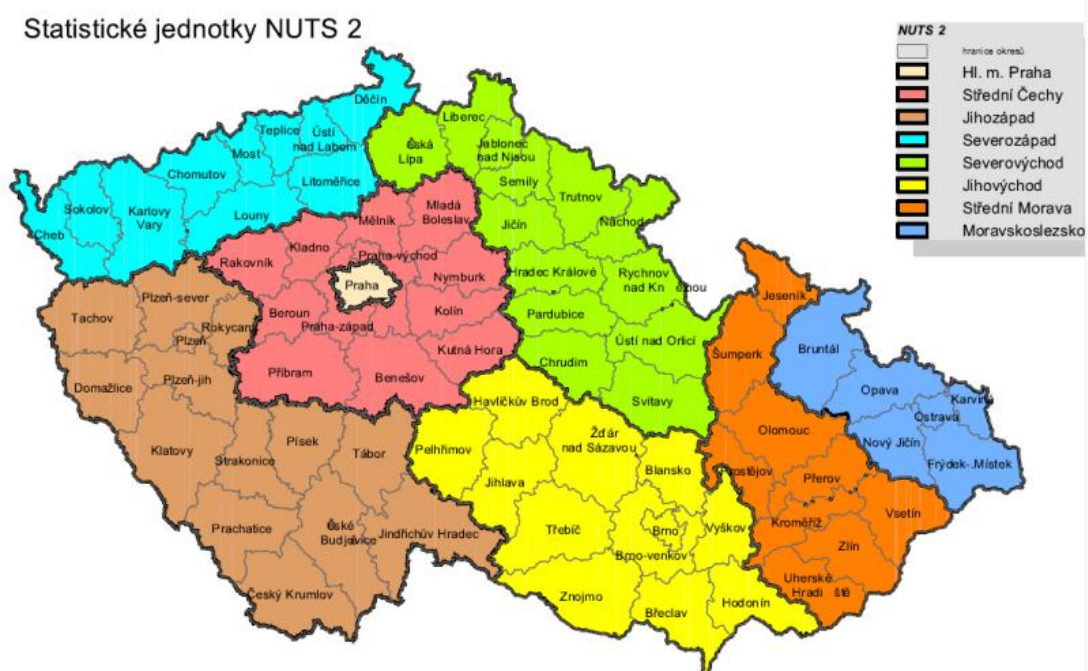 Statistické jednotky NUTS 2
NUTS 2
hranice okresů
Hl. m. Praha
Střední Čechy
Jihozápad
Severozápad
Severovýchod
Jihovýchod
Střední Morava
Moravskoslezsko
Děčín
Liberec
Teplice
Ústí
nad Labem
Jablonec
nad Nisou
Česká
Lípa
Most
Chomutov
Litoměřice
Semily
Trutnov
Sokolov
Karlovy
Vary
Louny
Mladá
Boleslav
Mělník
Jičín
Náchod
Cheb
Kladno
Praha-východ
Rakovník
Nymburk
Hradec Králové
Rychnov
nad Kn ěžnou
Praha
Plzeň-sever
Jeseník
Tachov
Beroun
Kolín
Pardubice
Rokycany
Praha-západ
Plzeň
Ústí nad Orlicí
Bruntál
Kutná Hora
Šumperk
Chrudim
Příbram
Benešov
Plzeň-jih
Domažlice
Opava
Karviná
Havlíčkův Brod
Svitavy
Ostrava
Olomouc
Žďár
nad Sázavou
Písek
Nový Jičín
Klatovy
Pelhřimov
Tábor
Strakonice
Frýdek-.Místek
Blansko
Prostějov
Přerov
Jihlava
Vsetín
Kroměříž
Prachatice
České
Budějovice
Jindřichův Hradec
Třebíč
Brno
Vyškov
Zlín
Brno-venkov
Uherské
Hradi ště
Český Krumlov
Znojmo
Břeclav
Hodonín